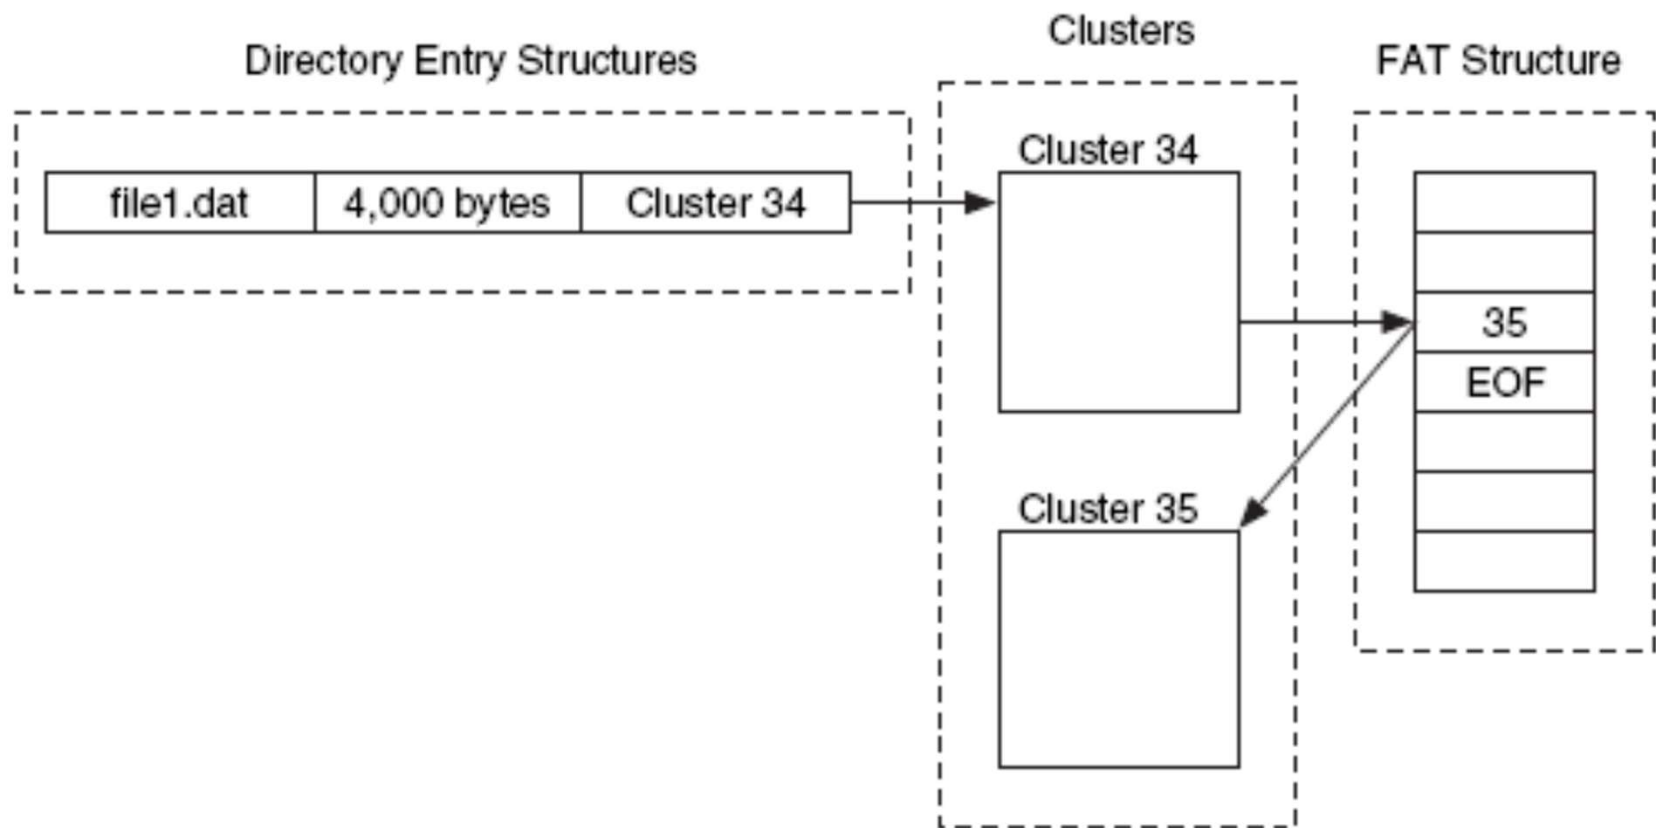 Directory Entry Structures
Clusters
FAT Structure
file1.dat 4,000 bytes Cluster 34
Cluster 34
35
EOF
Cluster 35